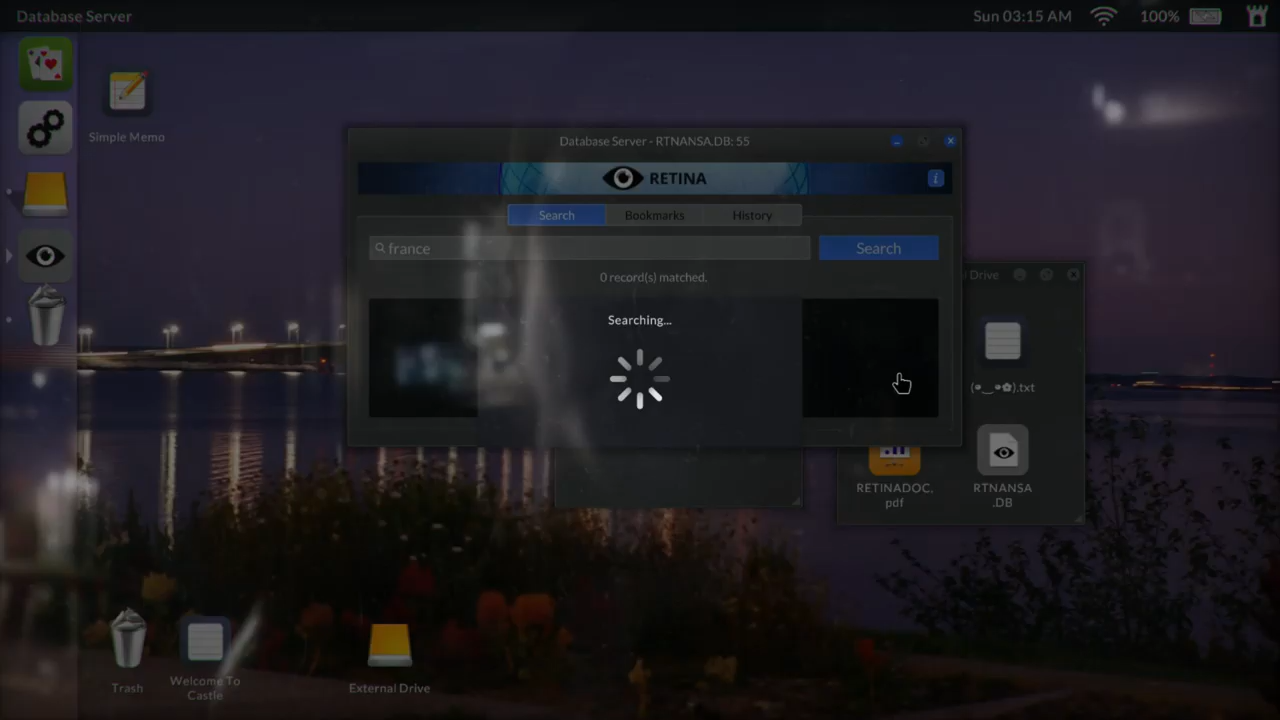 Database Server
Sun 03:15 AM
100%
Simple Memo
Database Server - RTNANSA.DB: 55
RETINA
i
Search
Bookmarks
History
france
Search
0 record(s) matched.
Searching...
Drive
(●‿●✿).txt
RETINADOC.
pdf
RTNANSA
.DB
Trash
Welcome To
Castle
External Drive